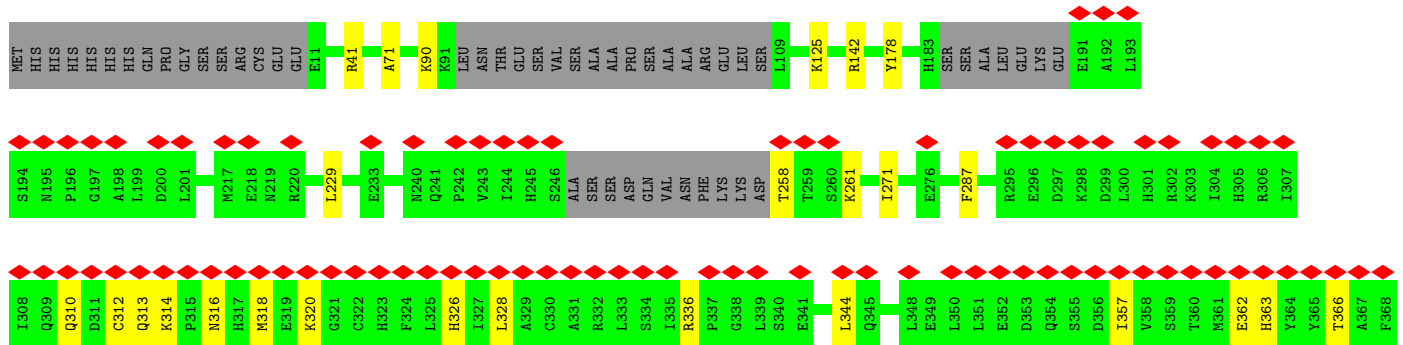 MET HIS HIS HIS HIS HIS HIS GLN PRO GLY SER SER ARG CYS GLU GLU E11 R41 A71 K90 K91 LEU ASN THR GLU SER VAL SER ALA ALA PRO SER ALA ALA ARG GLU LEU SER L109 K125 R142 Y178 H183 SER SER ALA LEU GLU LYS GLU E191 A192 L193
S194 N195 P196 G197 A198 L199 D200 L201 M217 E218 N219 R220 L229 E233 N240 Q241 P242 V243 I244 H245 S246 ALA SER SER ASP GLN VAL ASN PHE LYS LYS ASP T258 T259 S260 K261 I271 E276 F287 R295 E296 D297 K298 D299 L300 H301 R302 K303 I304 H305 R306 I307
I308 Q309 Q310 D311 C312 Q313 K314 P315 N316 H317 M318 E319 K320 G321 C322 H323 F324 L325 H326 I327 L328 A329 C330 A331 R332 L333 S334 I335 R336 P337 G338 L339 S340 E341 L344 Q345 L348 E349 L350 L351 E352 D353 Q354 S355 D356 I357 V358 S359 T360 M361 E362 H363 Y364 Y365 T366 A367 F368